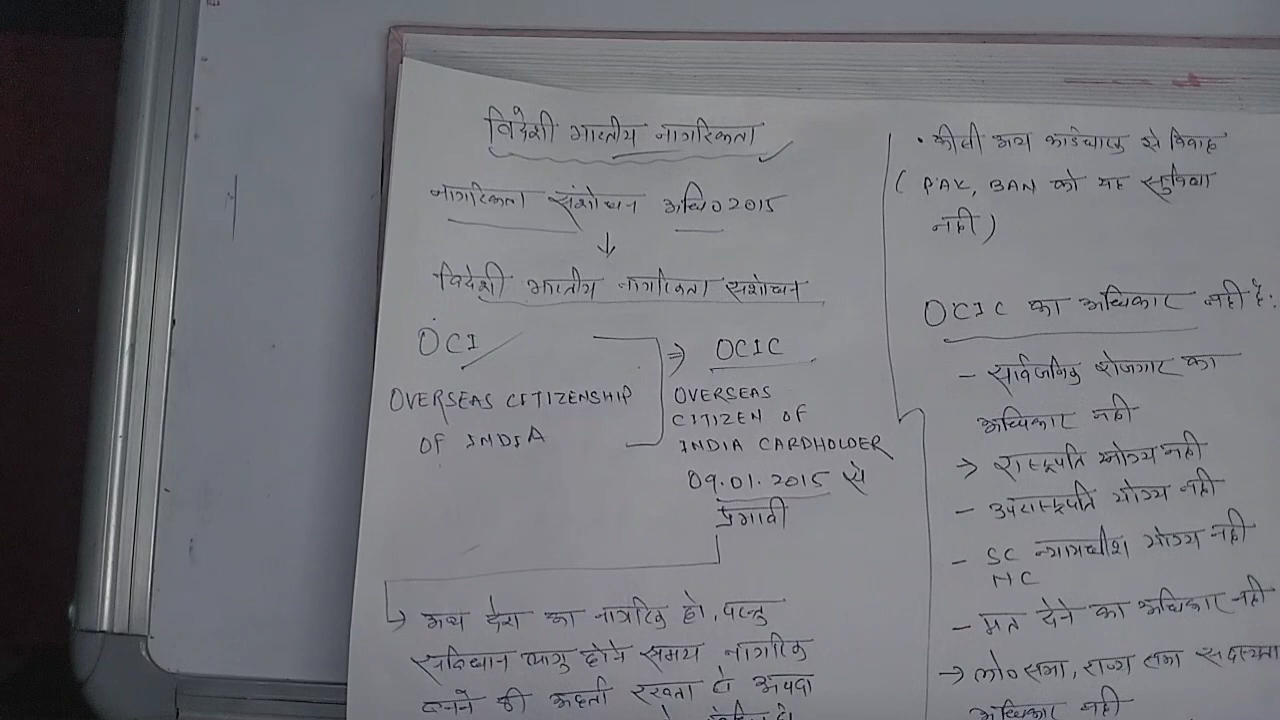 विदेशी भारतीय नागरिकता
नागरिकता संशोधन अधि० 2015
↓
विदेशी भारतीय नागरिकता संशोधन
OCI
OVERSEAS CITIZENSHIP
OF INDIA
⇒ OCIC
OVERSEAS
CITIZEN OF
INDIA CARDHOLDER
09.01.2015 से
प्रभावी
→ अन्य देश का नागरिक हो, परन्तु
संविधान लागू होते समय नागरिक
बनने की अर्हता रखता हो अथवा
• कीसी अन्य कार्डधारक से विवाह
( PAK, BAN को यह सुविधा
नही )
OCIC का अधिकार नही है:
- सार्वजनिक रोजगार का
अधिकार नही
→ राष्ट्रपति योग्य नही
- उपराष्ट्रपति योग्य नही
- SC न्यायधीश योग्य नही
HC
- मत देने का अधिकार नही
→ लो० सभा, राज्य सभा सदस्यता
अधिकार नही